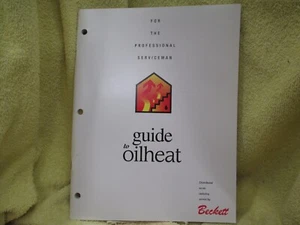 FOR
THE
PROFESSIONAL
SERVICEMAN
guide
to
oilheat
Beckett